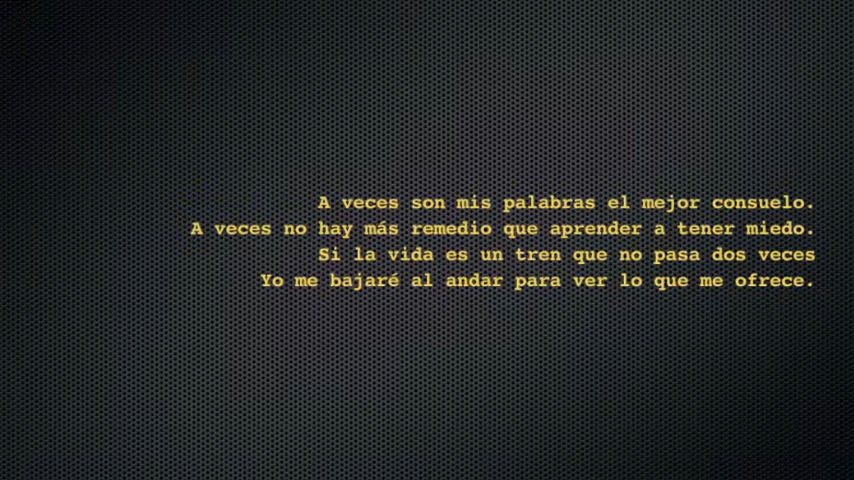 A veces son mis palabras el mejor consuelo.
A veces no hay más remedio que aprender a tener miedo.
Si la vida es un tren que no pasa dos veces
Yo me bajaré al andar para ver lo que me ofrece.